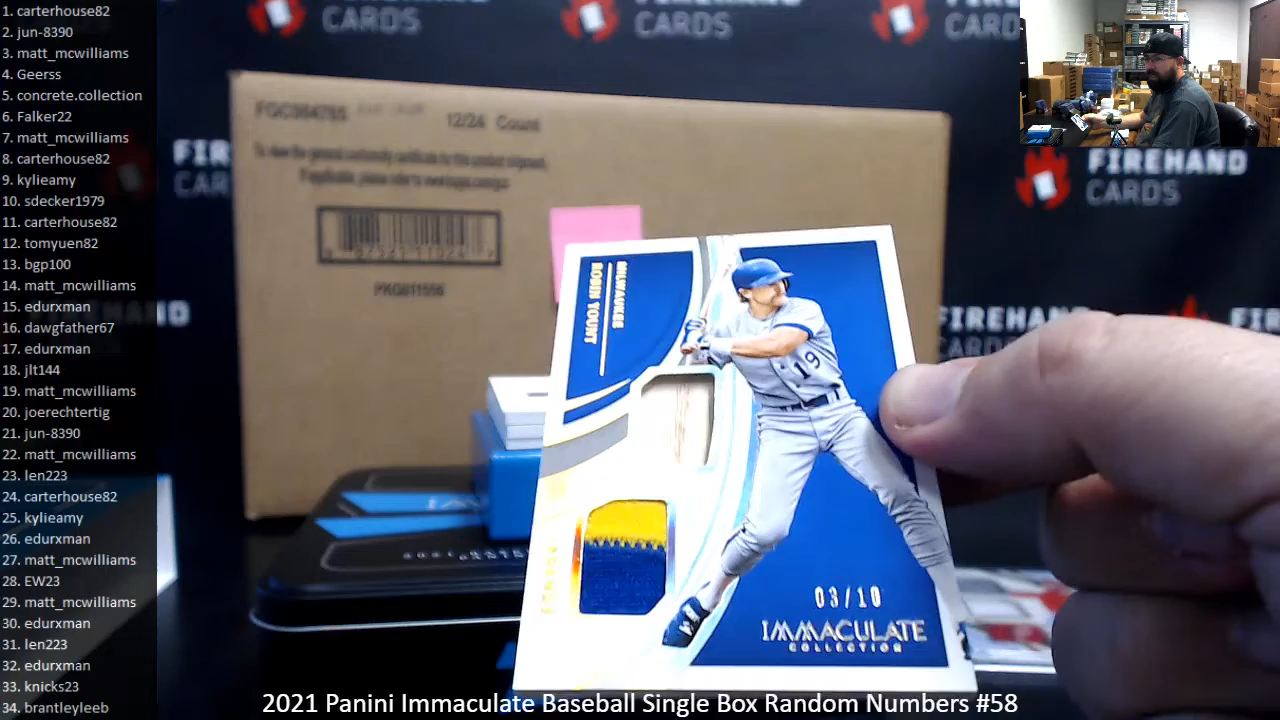 1. carterhouse82
2. jun-8390
3. matt_mcwilliams
4. Geerss
5. concrete.collection
6. Falker22
7. matt_mcwilliams
8. carterhouse82
9. kylieamy
10. sdecker1979
11. carterhouse82
12. tomyuen82
13. bgp100
14. matt_mcwilliams
15. edurxman
16. dawgfather67
17. edurxman
18. jlt144
19. matt_mcwilliams
20. joerechtertig
21. jun-8390
22. matt_mcwilliams
23. len223
24. carterhouse82
25. kylieamy
26. edurxman
27. matt_mcwilliams
28. EW23
29. matt_mcwilliams
30. edurxman
31. len223
32. edurxman
33. knicks23
34. brantleyleeb
CARDS
CARDS
12/24 Count
FIREHAND
CARDS
FIREHAND
MILWAUKEE
ROBIN YOUNT
19
03/10
IMMACULATE
COLLECTION
2021 Panini Immaculate Baseball Single Box Random Numbers #58